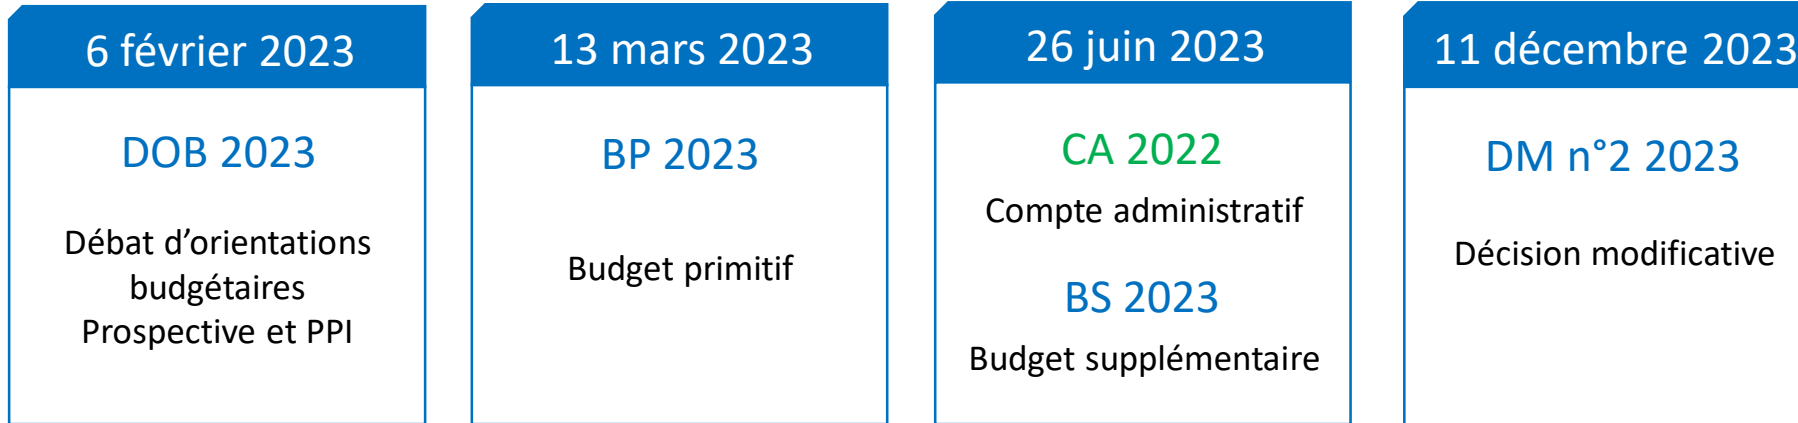 6 février 2023
DOB 2023
Débat d’orientations
budgétaires
Prospective et PPI
13 mars 2023
BP 2023
Budget primitif
26 juin 2023
CA 2022
Compte administratif
BS 2023
Budget supplémentaire
11 décembre 2023
DM n°2 2023
Décision modificative